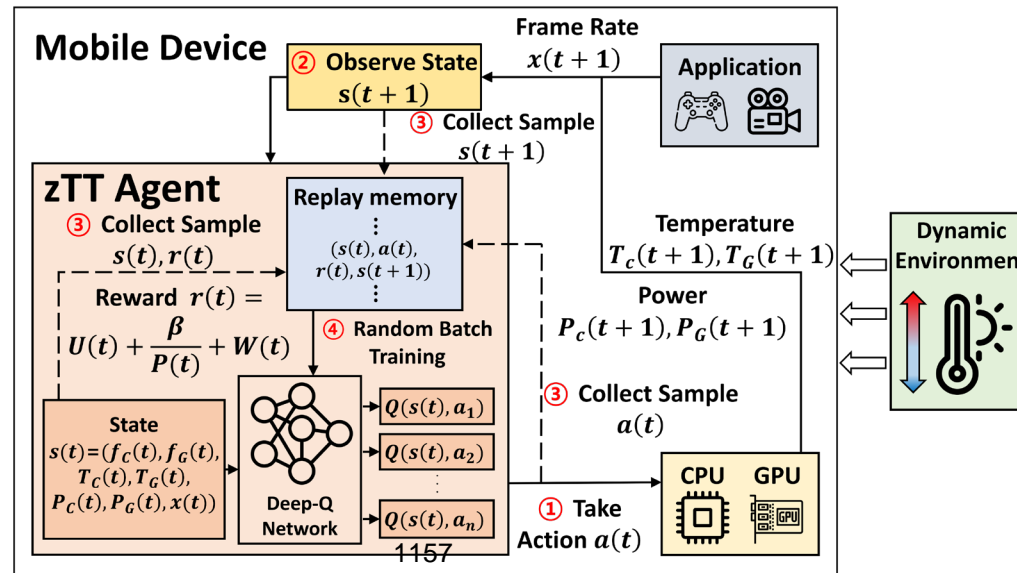 Mobile Device
② Observe State
s(t + 1)
Frame Rate
x(t + 1)
Application
③ Collect Sample
s(t + 1)
zTT Agent
③ Collect Sample
s(t), r(t)
Reward r(t) =
U(t) + β/P(t) + W(t)
Replay memory
⋮
(s(t), a(t),
r(t), s(t + 1))
⋮
④ Random Batch
Training
Temperature
T_c(t + 1), T_G(t + 1)
Power
P_c(t + 1), P_G(t + 1)
Dynamic
Environment
③ Collect Sample
a(t)
State
s(t)=(f_C(t), f_G(t),
T_C(t), T_G(t),
P_C(t), P_G(t), x(t))
Deep-Q
Network
Q(s(t), a_1)
Q(s(t), a_2)
⋮
Q(s(t), a_n)
① Take
Action a(t)
CPU GPU
GPU
1157